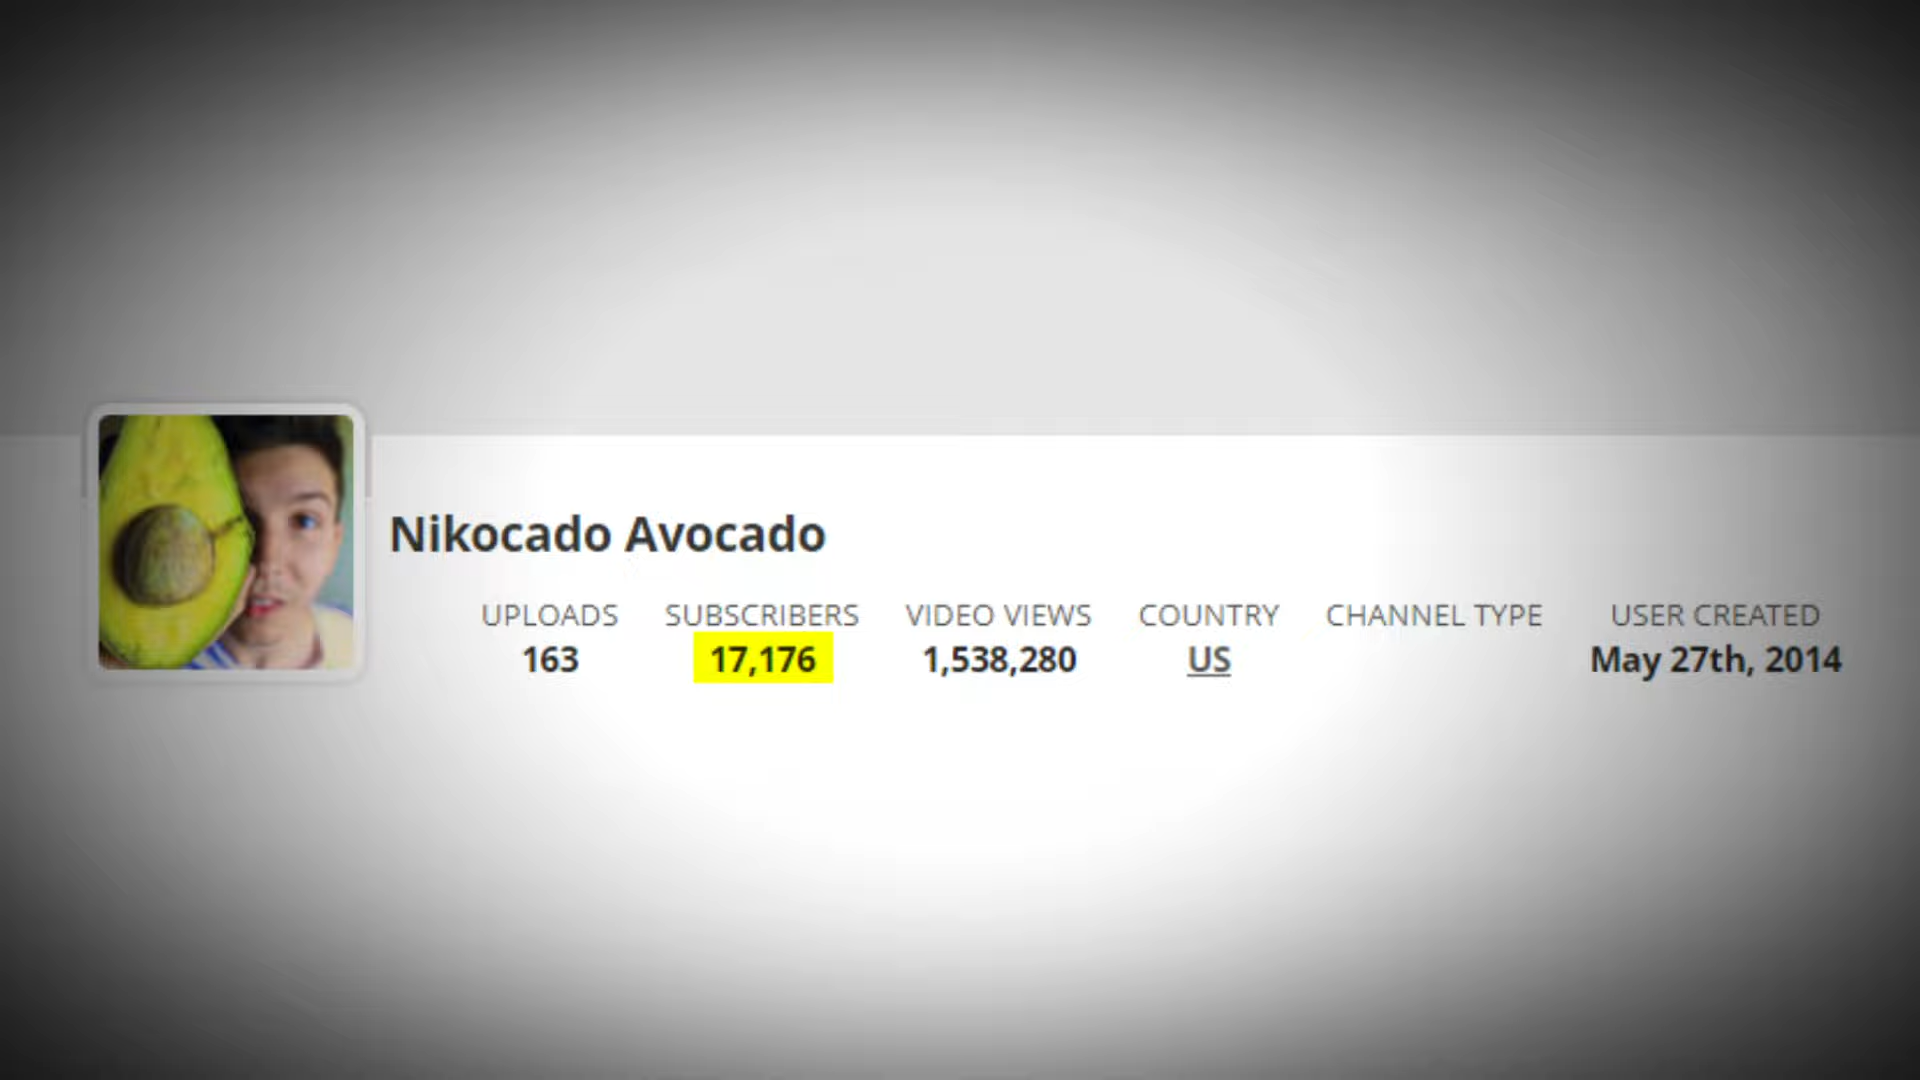 Nikocado Avocado
UPLOADS SUBSCRIBERS VIDEO VIEWS COUNTRY CHANNEL TYPE USER CREATED
163 17,176 1,538,280 US May 27th, 2014